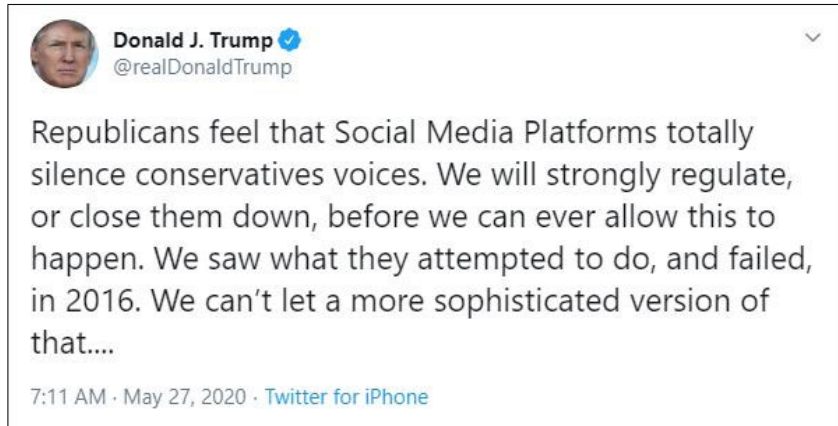 Donald J. Trump
@realDonaldTrump
Republicans feel that Social Media Platforms totally
silence conservatives voices. We will strongly regulate,
or close them down, before we can ever allow this to
happen. We saw what they attempted to do, and failed,
in 2016. We can’t let a more sophisticated version of
that....
7:11 AM · May 27, 2020 · Twitter for iPhone